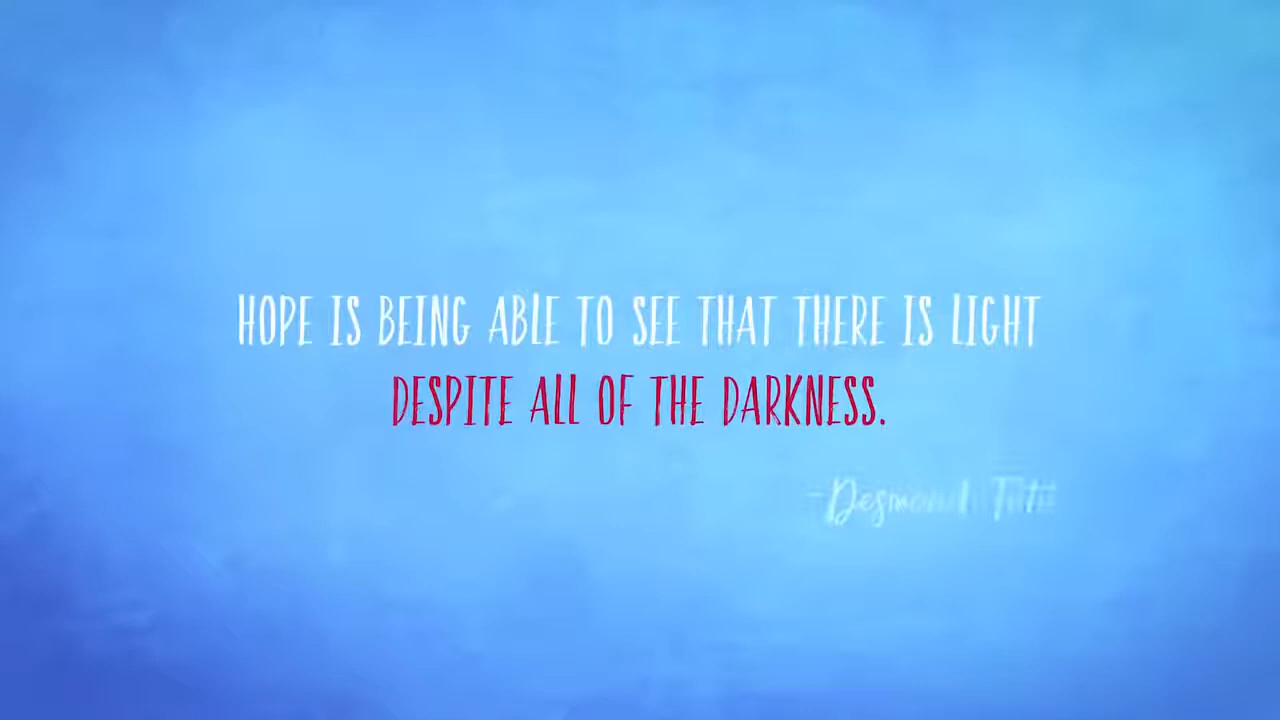 HOPE IS BEING ABLE TO SEE THAT THERE IS LIGHT
DESPITE ALL OF THE DARKNESS.
-Desmond Tutu